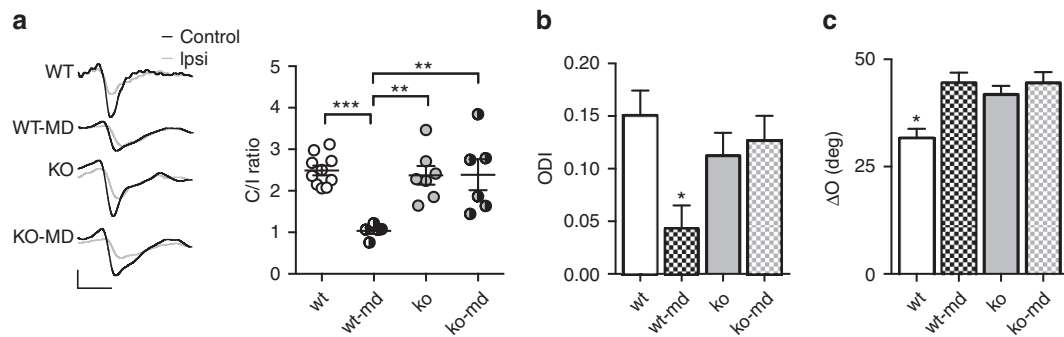 a
Control
Ipsi
WT
WT-MD
KO
KO-MD
C/I ratio
5
4
3
2
1
0
***
**
**
wt
wt-md
ko
ko-md
b
ODI
0.20
0.15
0.10
0.05
0.00
*
wt
wt-md
ko
ko-md
c
ΔO (deg)
50
25
0
*
wt
wt-md
ko
ko-md